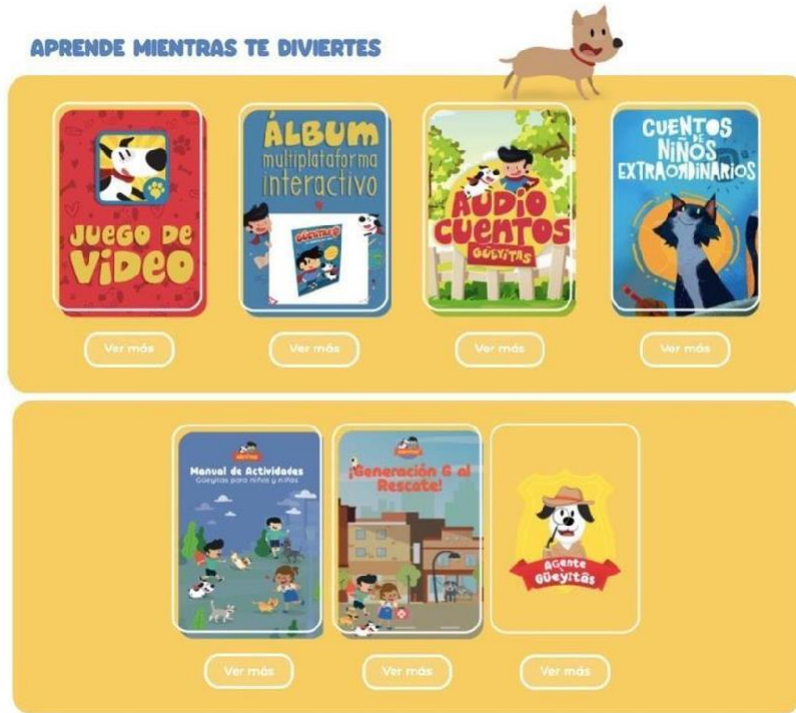 APRENDE MIENTRAS TE DIVIERTES
JUEGO DE
VIDEO
ÁLBUM
multiplataforma
interactivo
AUDIO
CUENTOS
GÜEYITAS
CUENTOS
DE
NIÑOS
EXTRAORDINARIOS
Ver más
Ver más
Ver más
Ver más
Manual de Actividades
Güeyitas para niños y niñas
¡Generación G al
Rescate!
AGente
GÜeyitas
Ver más
Ver más
Ver más